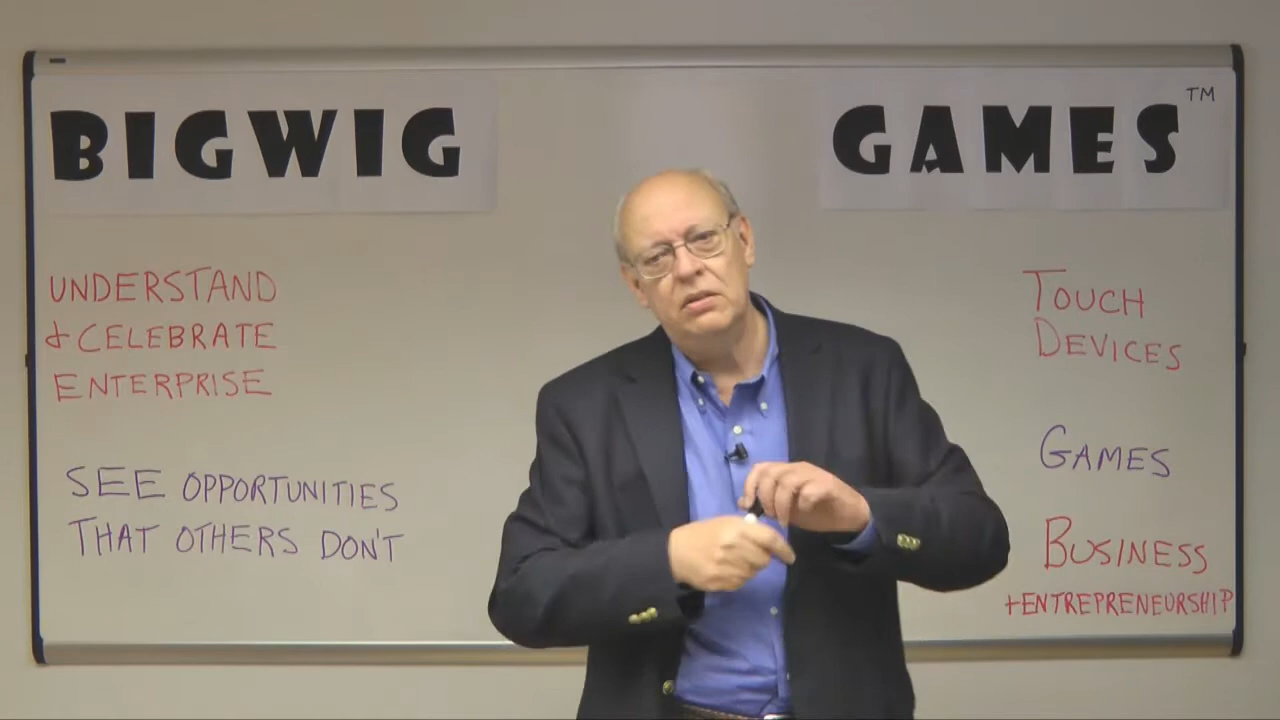 BIGWIG GAMES™
UNDERSTAND
+ CELEBRATE
ENTERPRISE
SEE OPPORTUNITIES
THAT OTHERS DON'T
TOUCH
DEVICES
GAMES
BUSINESS
+ENTREPRENEURSHIP